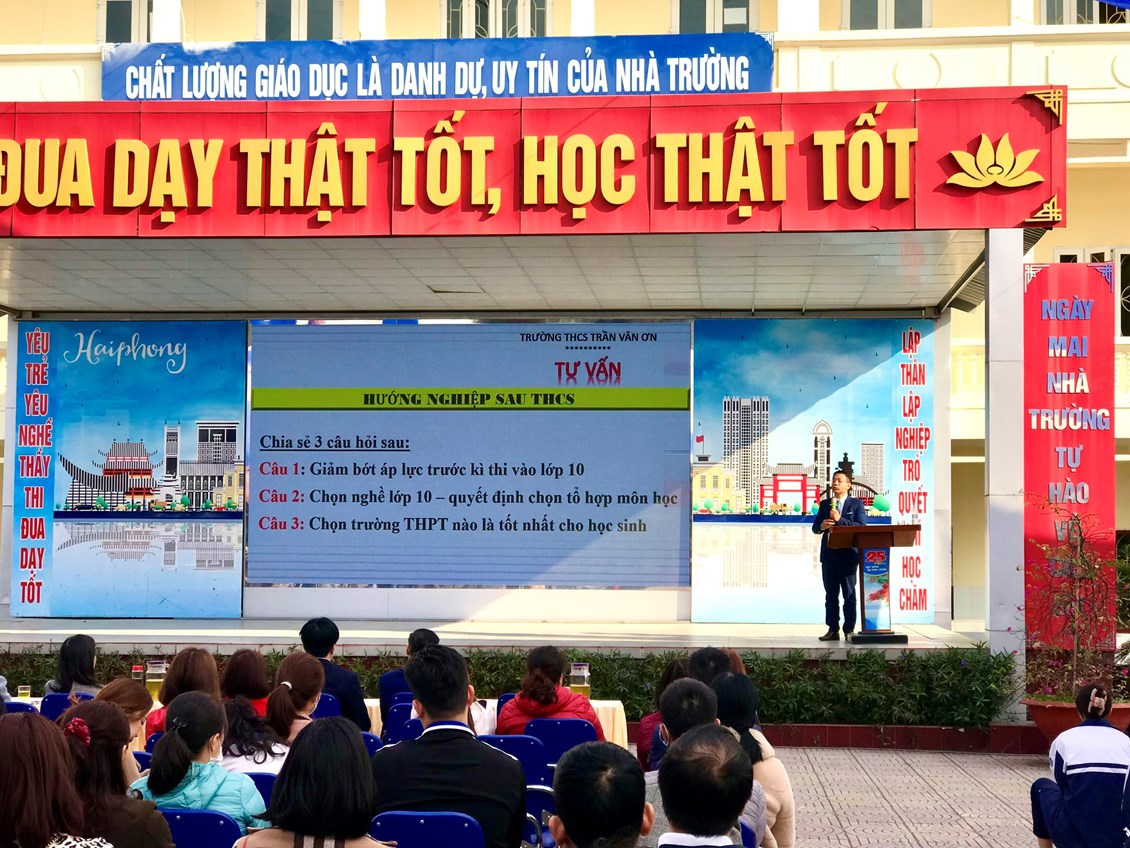 CHẤT LƯỢNG GIÁO DỤC LÀ DANH DỰ, UY TÍN CỦA NHÀ TRƯỜNG
ĐUA DẠY THẬT TỐT, HỌC THẬT TỐT
YÊU
TRẺ
YÊU
NGHỀ
THẦY
THI
ĐUA
DẠY
TỐT
Haiphong
TRƯỜNG THCS TRẦN VĂN ƠN
**********
TƯ VẤN
HƯỚNG NGHIỆP SAU THCS
Chia sẻ 3 câu hỏi sau:
Câu 1: Giảm bớt áp lực trước kì thi vào lớp 10
Câu 2: Chọn nghề lớp 10 – quyết định chọn tổ hợp môn học
Câu 3: Chọn trường THPT nào là tốt nhất cho học sinh
LẬP
THÂN
LẬP
NGHIỆP
TRÒ
QUYẾT
HỌC
CHĂM
25
NGÀY
MAI
NHÀ
TRƯỜNG
TỰ
HÀO